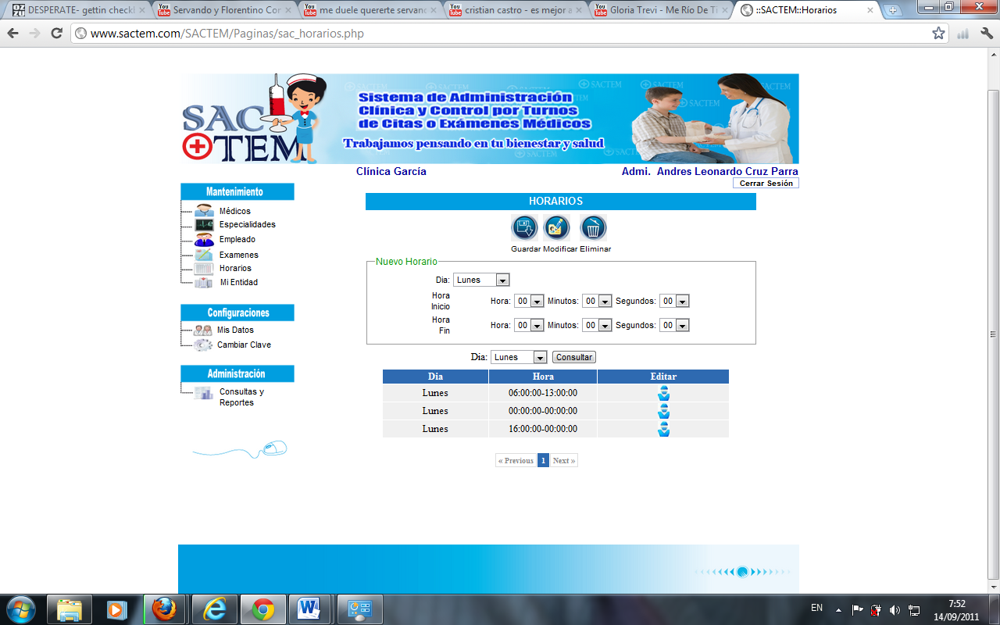 DESPERATE- gettin checkl
Servando y Florentino Cor
me duele quererte servand
cristian castro - es mejor a
Gloria Trevi - Me Río De Ti
::SACTEM::Horarios
www.sactem.com/SACTEM/Paginas/sac_horarios.php
SACTEM
Sistema de Administración
Clínica y Control por Turnos
de Citas o Exámenes Médicos
Trabajamos pensando en tu bienestar y salud
Clínica García
Admi. Andres Leonardo Cruz Parra
Cerrar Sesión
Mantenimiento
Médicos
Especialidades
Empleado
Examenes
Horarios
Mi Entidad
Configuraciones
Mis Datos
Cambiar Clave
Administración
Consultas y
Reportes
HORARIOS
Guardar Modificar Eliminar
Nuevo Horario
Dia: Lunes
Hora
Inicio
Hora: 00 Minutos: 00 Segundos: 00
Hora
Fin
Hora: 00 Minutos: 00 Segundos: 00
Dia: Lunes Consultar
Dia Hora Editar
Lunes 06:00:00-13:00:00
Lunes 00:00:00-00:00:00
Lunes 16:00:00-00:00:00
« Previous 1 Next »
EN
7:52
14/09/2011